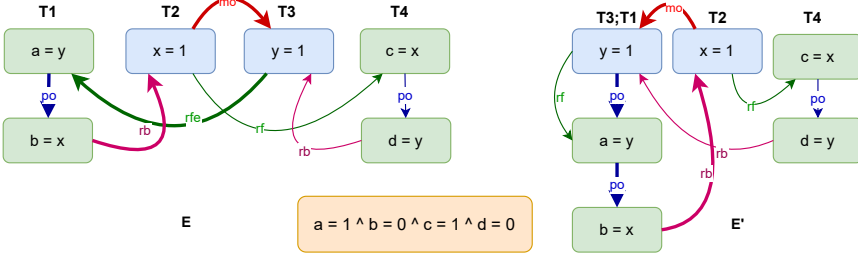 mo
mo
T1 T2 T3 T4
T3;T1 T2 T4
a = y x = 1 y = 1 c = x
y = 1 x = 1 c = x
po po
rf po rf po
rfe rf
rb rb
b = x d = y
a = y d = y
rb
po rb
a = 1 ^ b = 0 ^ c = 1 ^ d = 0
b = x
E
E'